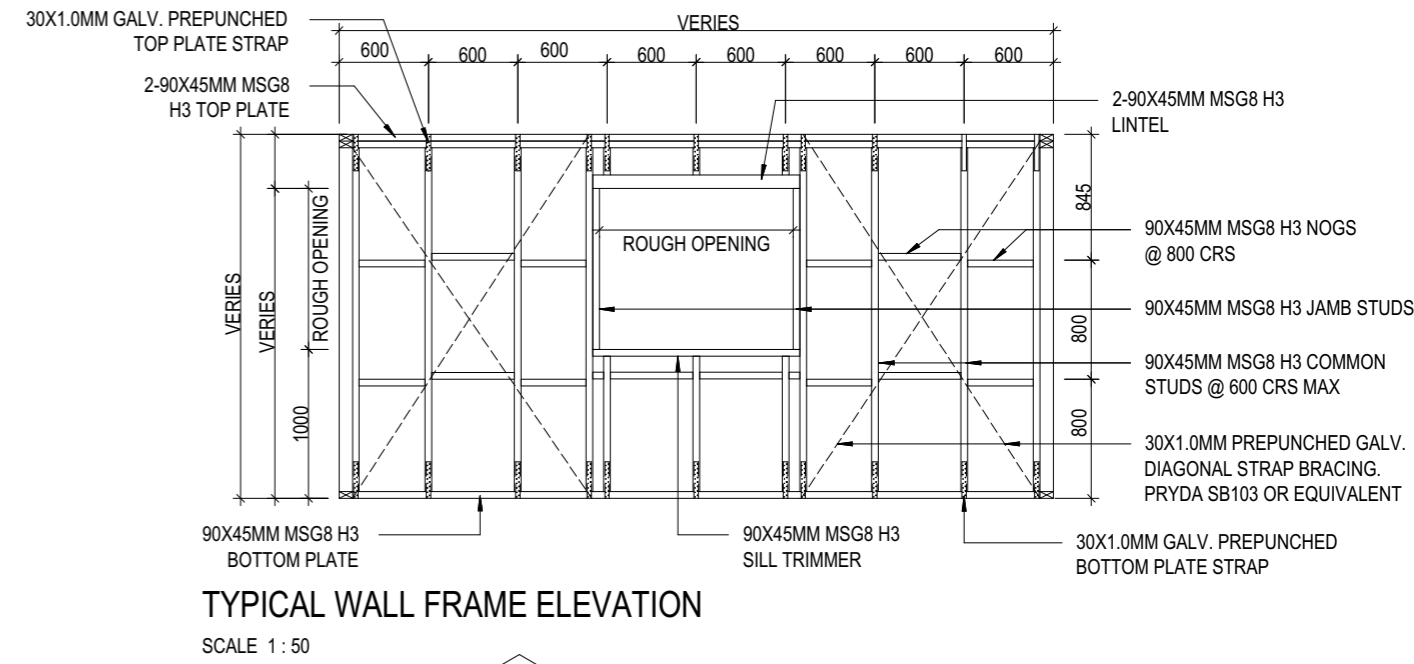 30X1.0MM GALV. PREPUNCHED
TOP PLATE STRAP
2-90X45MM MSG8
H3 TOP PLATE
VERIES
600
600
600
600
600
600
600
600
2-90X45MM MSG8 H3
LINTEL
845
90X45MM MSG8 H3 NOGS
@ 800 CRS
ROUGH OPENING
ROUGH OPENING
VERIES
VERIES
90X45MM MSG8 H3 JAMB STUDS
800
90X45MM MSG8 H3 COMMON
STUDS @ 600 CRS MAX
1000
800
30X1.0MM PREPUNCHED GALV.
DIAGONAL STRAP BRACING.
PRYDA SB103 OR EQUIVALENT
90X45MM MSG8 H3
BOTTOM PLATE
90X45MM MSG8 H3
SILL TRIMMER
30X1.0MM GALV. PREPUNCHED
BOTTOM PLATE STRAP
TYPICAL WALL FRAME ELEVATION
SCALE 1 : 50